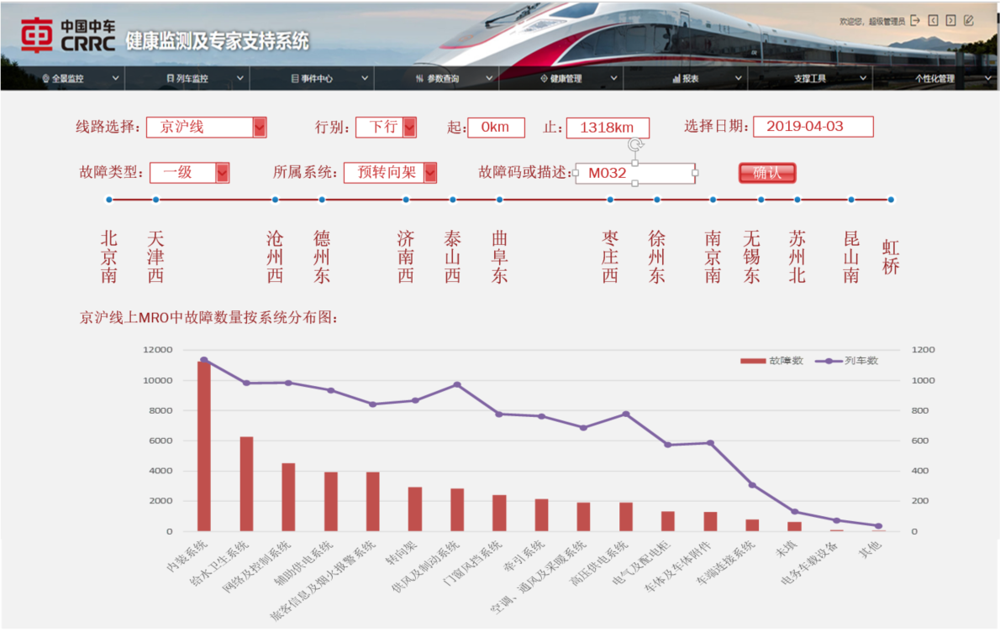 中国中车
CRRC
健康监测及专家支持系统
欢迎您，超级管理员
全景监控 列车监控 事件中心 参数查询 健康管理 报表 支撑工具 个性化管理
线路选择： 京沪线 行别： 下行 起： 0km 止： 1318km 选择日期： 2019-04-03
故障类型： 一级 所属系统： 预转向架 故障码或描述： M032 确认
北京南 天津西 沧州西 德州东 济南西 泰山西 曲阜东 枣庄西 徐州东 南京南 无锡东 苏州北 昆山南 虹桥
京沪线上MRO中故障数量按系统分布图：
故障数 列车数
12000 1200
10000 1000
8000 800
6000 600
4000 400
2000 200
0 0
内装系统 给水卫生系统 网络及控制系统 辅助供电系统 旅客信息及烟火报警系统 转向架 供风及制动系统 门窗风挡系统 牵引系统 空调、通风及采暖系统 高压供电系统 电气及配电柜 车体及车体附件 车端连接系统 未填 电务车载设备 其他